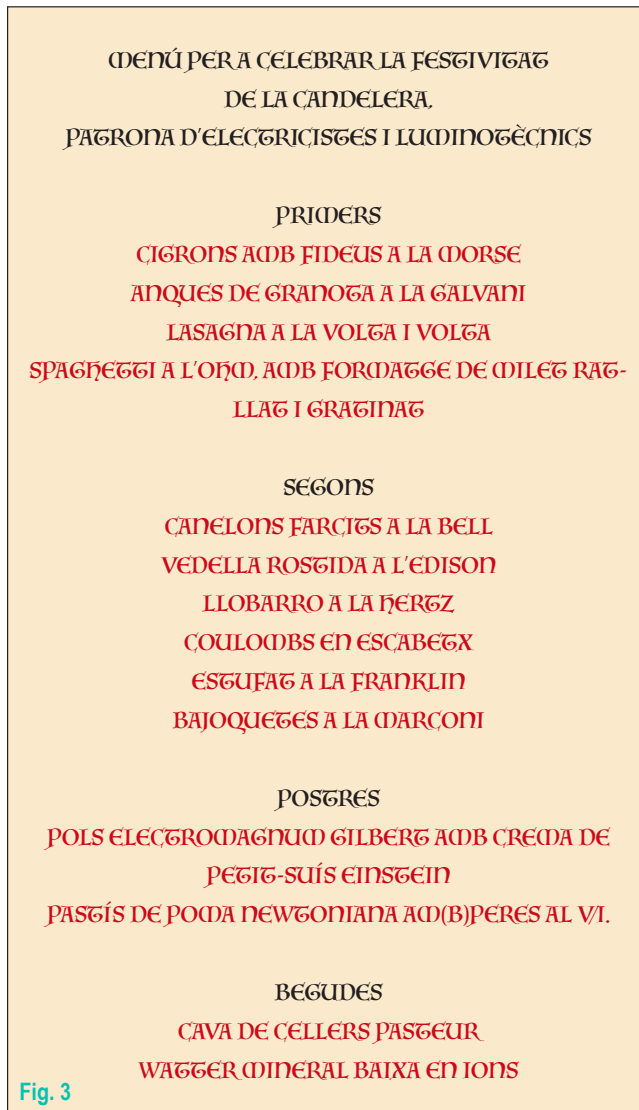 MENÚ PER A CELEBRAR LA FESTIVITAT
DE LA CANDELERA,
PATRONA D'ELECTRICISTES I LUMINOTÈCNICS
PRIMERS
CIGRONS AMB FIDEUS A LA MORSE
ANQUES DE GRANOTA A LA GALVANI
LASAGNA A LA VOLTA I VOLTA
SPAGHETTI A L'OHM, AMB FORMATGE DE MILET RAT-
LLAT I GRATINAT
SEGONS
CANELONS FARCITS A LA BELL
VEDELLA ROSTIDA A L'EDISON
LLOBARRO A LA HERTZ
COULOMBS EN ESCABETX
ESTUFAT A LA FRANKLIN
BAJOQUETES A LA MARCONI
POSTRES
POLS ELECTROMAGNUM GILBERT AMB CREMA DE
PETIT-SUÍS EINSTEIN
PASTÍS DE POMA NEWTONIANA AM(B)PERES AL V/I.
BEGUDES
CAVA DE CELLERS PASTEUR
WATTER MINERAL BAIXA EN IONS
Fig. 3